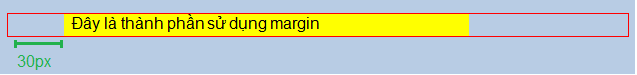 Đây là thành phần sử dụng margin
30px